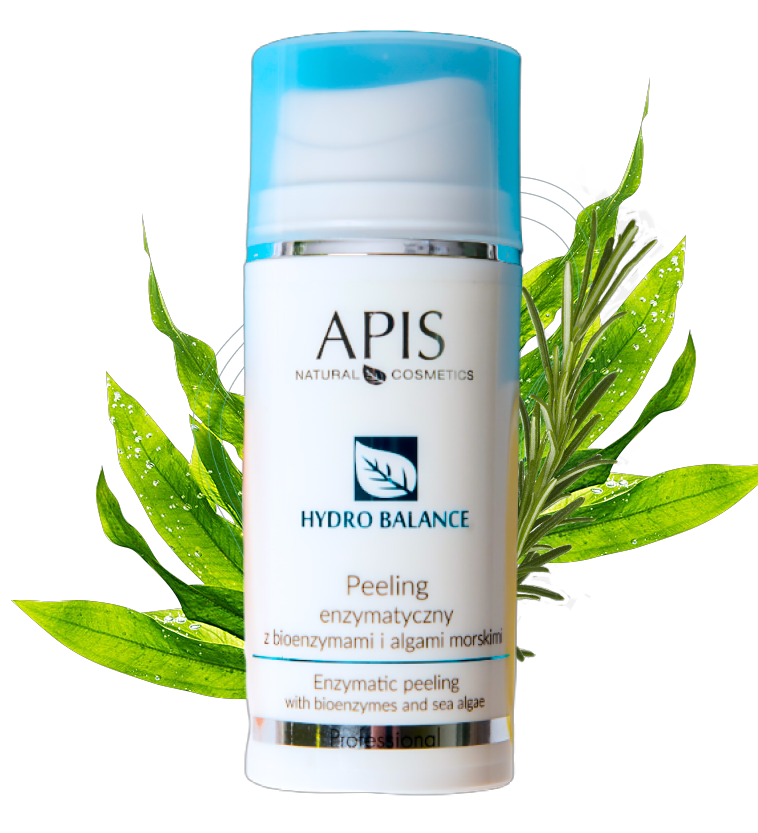 APIS
NATURAL COSMETICS
HYDRO BALANCE
Peeling
enzymatyczny
z bioenzymami i algami morskimi
Enzymatic peeling
with bioenzymes and sea algae
Professional